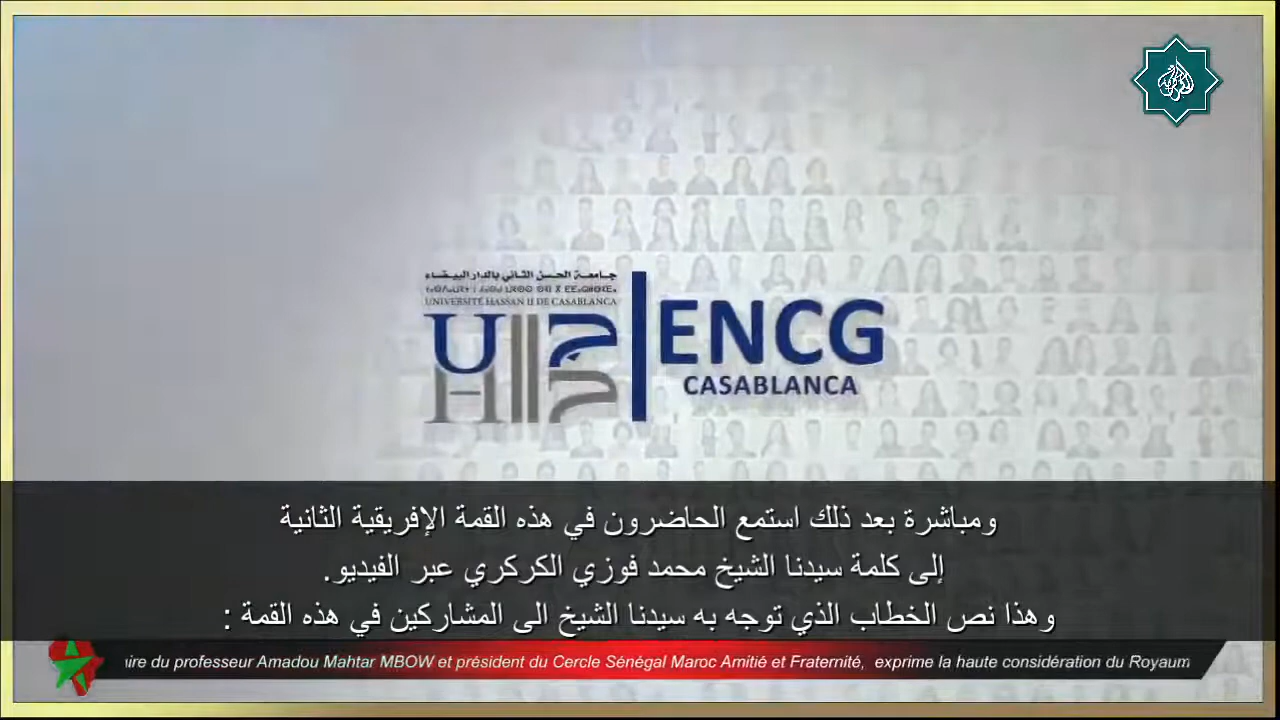 جامعة الحسن الثاني بالدار البيضاء
UNIVERSITÉ HASSAN II DE CASABLANCA
ENCG
CASABLANCA
ومباشرة بعد ذلك استمع الحاضرون في هذه القمة الإفريقية الثانية
إلى كلمة سيدنا الشيخ محمد فوزي الكركري عبر الفيديو.
وهذا نص الخطاب الذي توجه به سيدنا الشيخ الى المشاركين في هذه القمة :
ire du professeur Amadou Mahtar MBOW et président du Cercle Sénégal Maroc Amitié et Fraternité, exprime la haute considération du Royaum